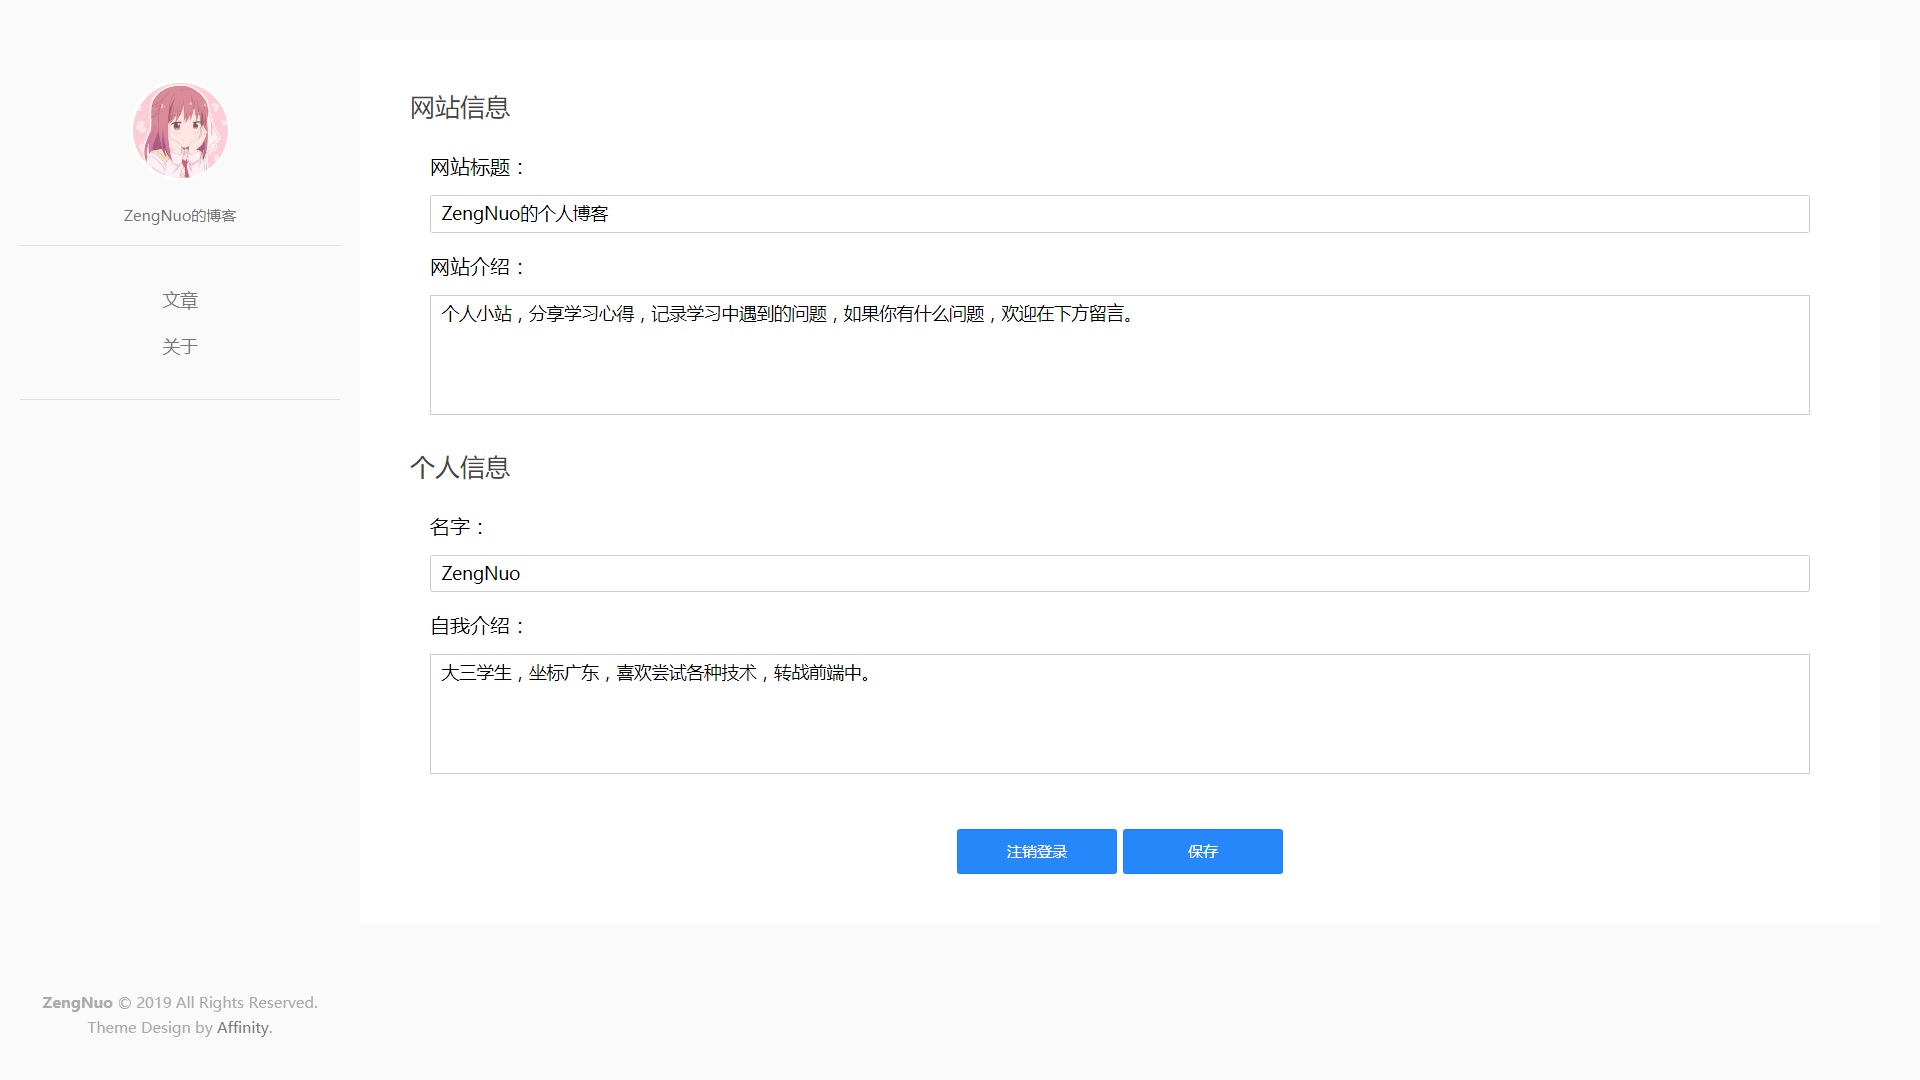 ZengNuo的博客
文章
关于
网站信息
网站标题：
ZengNuo的个人博客
网站介绍：
个人小站，分享学习心得，记录学习中遇到的问题，如果你有什么问题，欢迎在下方留言。
个人信息
名字：
ZengNuo
自我介绍：
大三学生，坐标广东，喜欢尝试各种技术，转战前端中。
注销登录 保存
ZengNuo © 2019 All Rights Reserved.
Theme Design by Affinity.